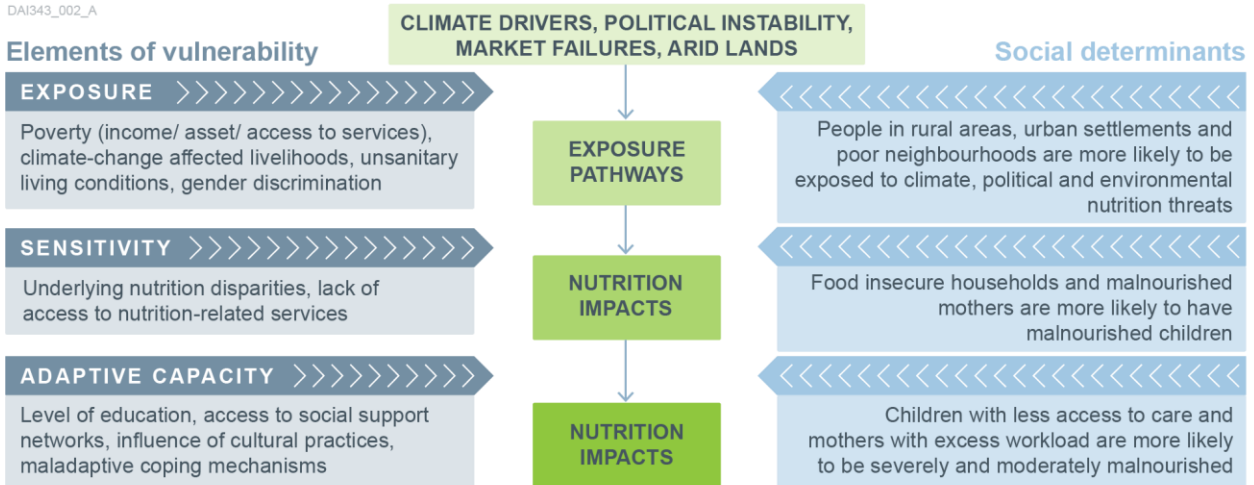 DAI343_002_A
CLIMATE DRIVERS, POLITICAL INSTABILITY,
MARKET FAILURES, ARID LANDS
Elements of vulnerability
Social determinants
EXPOSURE
Poverty (income/ asset/ access to services),
climate-change affected livelihoods, unsanitary
living conditions, gender discrimination
EXPOSURE
PATHWAYS
People in rural areas, urban settlements and
poor neighbourhoods are more likely to be
exposed to climate, political and environmental
nutrition threats
SENSITIVITY
Underlying nutrition disparities, lack of
access to nutrition-related services
NUTRITION
IMPACTS
Food insecure households and malnourished
mothers are more likely to have
malnourished children
ADAPTIVE CAPACITY
Level of education, access to social support
networks, influence of cultural practices,
maladaptive coping mechanisms
NUTRITION
IMPACTS
Children with less access to care and
mothers with excess workload are more likely
to be severely and moderately malnourished